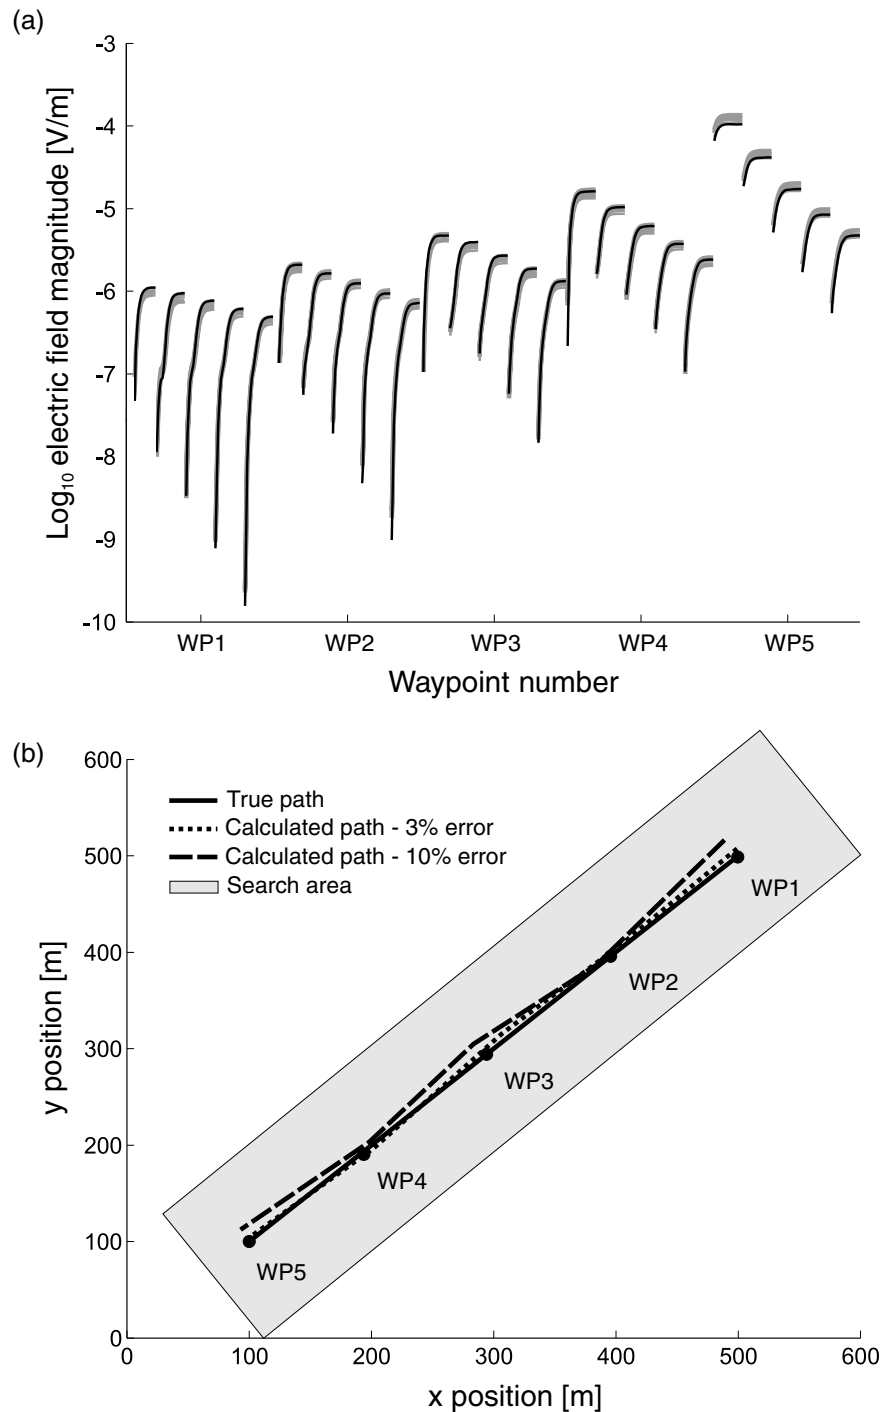 (a)
-3
-4
-5
-6
-7
-8
-9
-10
Log10 electric field magnitude [V/m]
WP1 WP2 WP3 WP4 WP5
Waypoint number
(b)
600
500
400
300
200
100
0
y position [m]
True path
Calculated path - 3% error
Calculated path - 10% error
Search area
WP1
WP2
WP3
WP4
WP5
0 100 200 300 400 500 600
x position [m]